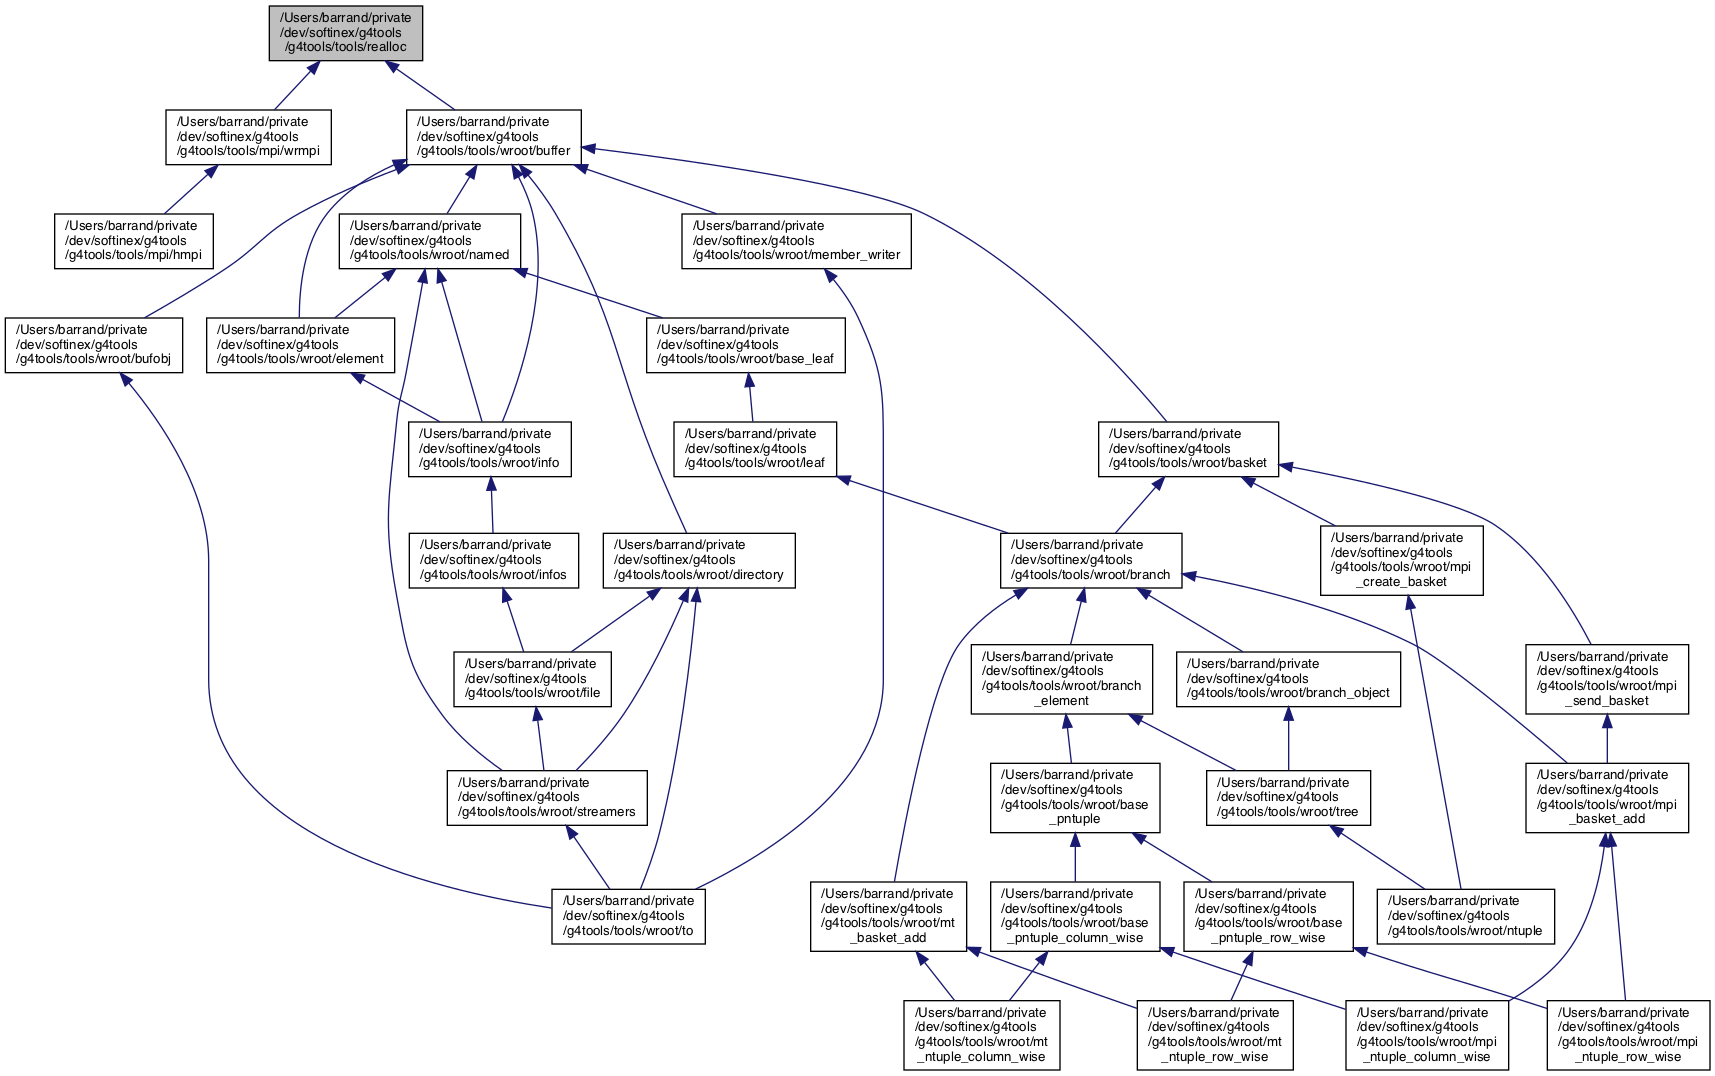 /Users/barrand/private
/dev/softinex/g4tools
/g4tools/tools/realloc
/Users/barrand/private
/dev/softinex/g4tools
/g4tools/tools/mpi/wrmpi
/Users/barrand/private
/dev/softinex/g4tools
/g4tools/tools/wroot/buffer
/Users/barrand/private
/dev/softinex/g4tools
/g4tools/tools/mpi/hmpi
/Users/barrand/private
/dev/softinex/g4tools
/g4tools/tools/wroot/named
/Users/barrand/private
/dev/softinex/g4tools
/g4tools/tools/wroot/member_writer
/Users/barrand/private
/dev/softinex/g4tools
/g4tools/tools/wroot/bufobj
/Users/barrand/private
/dev/softinex/g4tools
/g4tools/tools/wroot/element
/Users/barrand/private
/dev/softinex/g4tools
/g4tools/tools/wroot/base_leaf
/Users/barrand/private
/dev/softinex/g4tools
/g4tools/tools/wroot/info
/Users/barrand/private
/dev/softinex/g4tools
/g4tools/tools/wroot/leaf
/Users/barrand/private
/dev/softinex/g4tools
/g4tools/tools/wroot/basket
/Users/barrand/private
/dev/softinex/g4tools
/g4tools/tools/wroot/infos
/Users/barrand/private
/dev/softinex/g4tools
/g4tools/tools/wroot/directory
/Users/barrand/private
/dev/softinex/g4tools
/g4tools/tools/wroot/branch
/Users/barrand/private
/dev/softinex/g4tools
/g4tools/tools/wroot/mpi
_create_basket
/Users/barrand/private
/dev/softinex/g4tools
/g4tools/tools/wroot/file
/Users/barrand/private
/dev/softinex/g4tools
/g4tools/tools/wroot/branch
_element
/Users/barrand/private
/dev/softinex/g4tools
/g4tools/tools/wroot/branch_object
/Users/barrand/private
/dev/softinex/g4tools
/g4tools/tools/wroot/mpi
_send_basket
/Users/barrand/private
/dev/softinex/g4tools
/g4tools/tools/wroot/streamers
/Users/barrand/private
/dev/softinex/g4tools
/g4tools/tools/wroot/base
_pntuple
/Users/barrand/private
/dev/softinex/g4tools
/g4tools/tools/wroot/tree
/Users/barrand/private
/dev/softinex/g4tools
/g4tools/tools/wroot/mpi
_basket_add
/Users/barrand/private
/dev/softinex/g4tools
/g4tools/tools/wroot/to
/Users/barrand/private
/dev/softinex/g4tools
/g4tools/tools/wroot/mt
_basket_add
/Users/barrand/private
/dev/softinex/g4tools
/g4tools/tools/wroot/base
_pntuple_column_wise
/Users/barrand/private
/dev/softinex/g4tools
/g4tools/tools/wroot/base
_pntuple_row_wise
/Users/barrand/private
/dev/softinex/g4tools
/g4tools/tools/wroot/ntuple
/Users/barrand/private
/dev/softinex/g4tools
/g4tools/tools/wroot/mt
_ntuple_column_wise
/Users/barrand/private
/dev/softinex/g4tools
/g4tools/tools/wroot/mt
_ntuple_row_wise
/Users/barrand/private
/dev/softinex/g4tools
/g4tools/tools/wroot/mpi
_ntuple_column_wise
/Users/barrand/private
/dev/softinex/g4tools
/g4tools/tools/wroot/mpi
_ntuple_row_wise